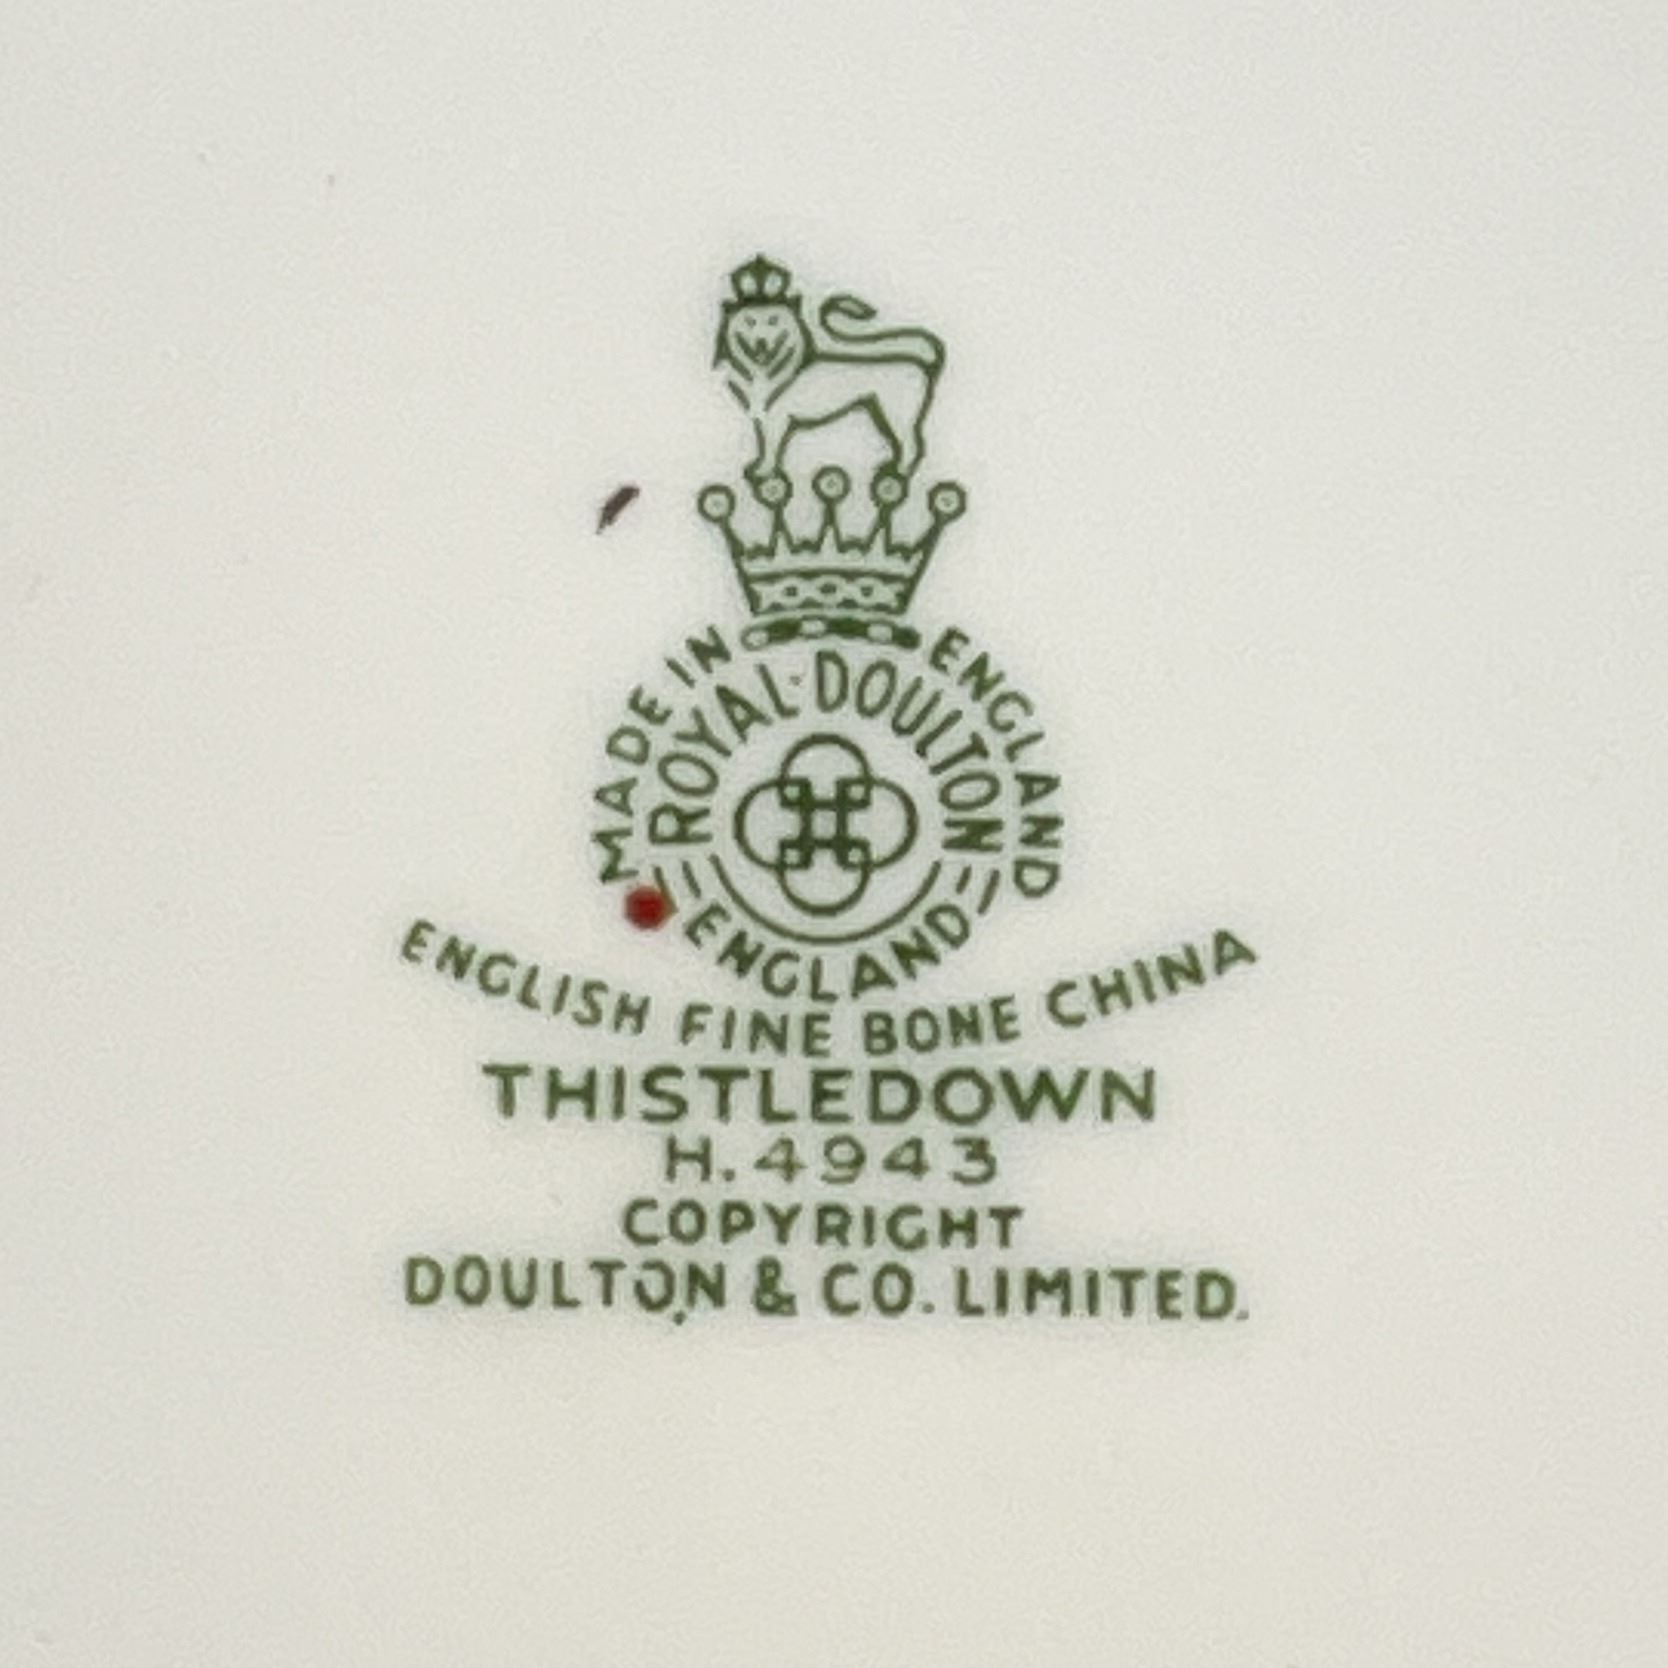 MADE IN ENGLAND
ROYAL·DOULTON
ENGLAND
ENGLISH FINE BONE CHINA
THISTLEDOWN
H.4943
COPYRIGHT
DOULTON & CO. LIMITED.